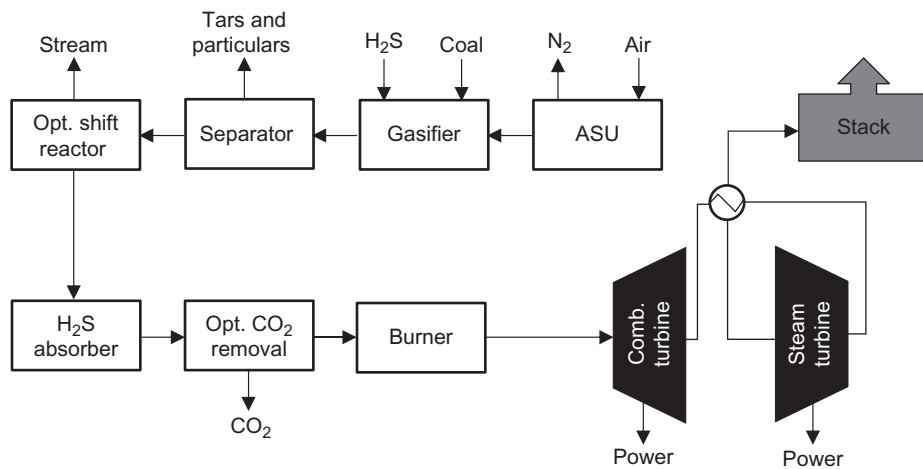 Tars and
particulars
Stream
H₂S
Coal
N₂
Air
Opt. shift
reactor
Separator
Gasifier
ASU
Stack
H₂S
absorber
Opt. CO₂
removal
Burner
Comb.
turbine
Steam
turbine
CO₂
Power
Power